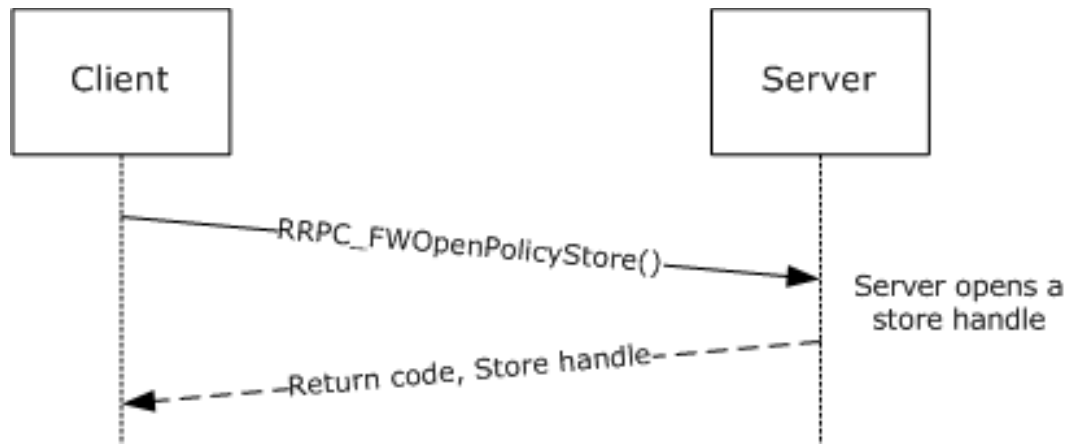 Client
Server
RRPC_FWOpenPolicyStore()
Server opens a
store handle
Return code, Store handle